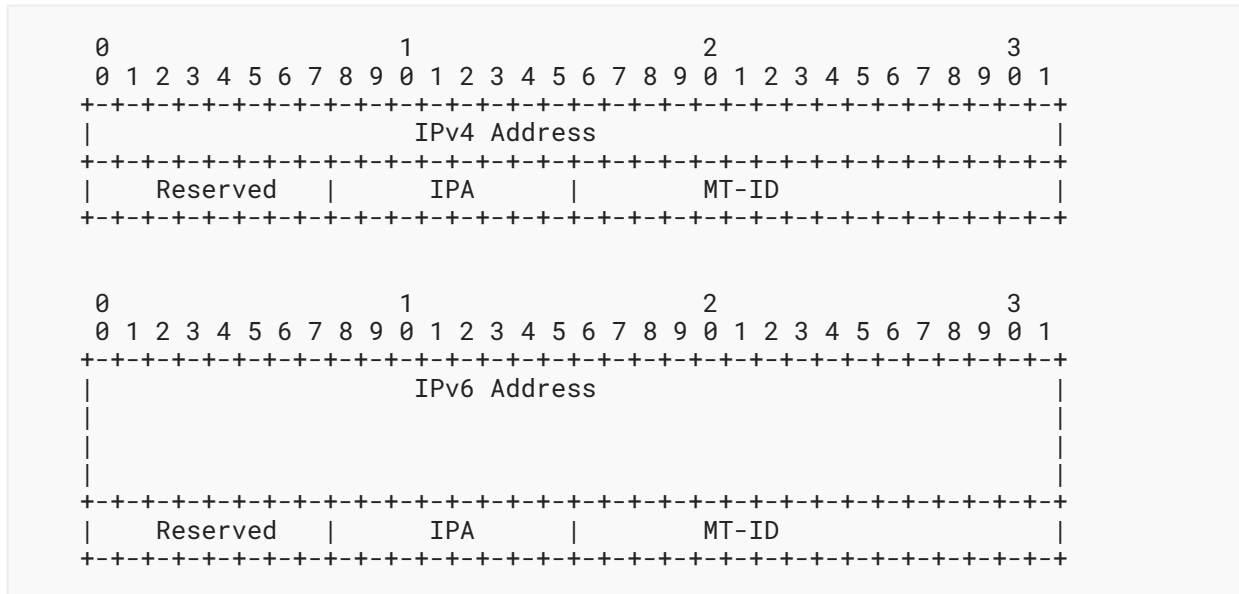 0                   1                   2                   3
 0 1 2 3 4 5 6 7 8 9 0 1 2 3 4 5 6 7 8 9 0 1 2 3 4 5 6 7 8 9 0 1
+-+-+-+-+-+-+-+-+-+-+-+-+-+-+-+-+-+-+-+-+-+-+-+-+-+-+-+-+-+-+-+-+
|                     IPv4 Address                              |
+-+-+-+-+-+-+-+-+-+-+-+-+-+-+-+-+-+-+-+-+-+-+-+-+-+-+-+-+-+-+-+-+
|    Reserved   |      IPA      |        MT-ID                  |
+-+-+-+-+-+-+-+-+-+-+-+-+-+-+-+-+-+-+-+-+-+-+-+-+-+-+-+-+-+-+-+-+

 0                   1                   2                   3
 0 1 2 3 4 5 6 7 8 9 0 1 2 3 4 5 6 7 8 9 0 1 2 3 4 5 6 7 8 9 0 1
+-+-+-+-+-+-+-+-+-+-+-+-+-+-+-+-+-+-+-+-+-+-+-+-+-+-+-+-+-+-+-+-+
|                     IPv6 Address                              |
|                                                               |
|                                                               |
|                                                               |
+-+-+-+-+-+-+-+-+-+-+-+-+-+-+-+-+-+-+-+-+-+-+-+-+-+-+-+-+-+-+-+-+
|    Reserved   |      IPA      |        MT-ID                  |
+-+-+-+-+-+-+-+-+-+-+-+-+-+-+-+-+-+-+-+-+-+-+-+-+-+-+-+-+-+-+-+-+